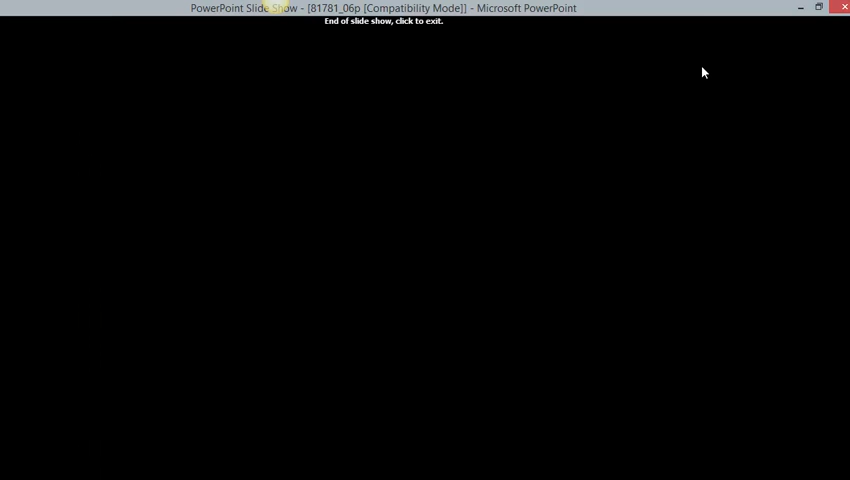 PowerPoint Slide Show - [81781_06p [Compatibility Mode]] - Microsoft PowerPoint
End of slide show, click to exit.